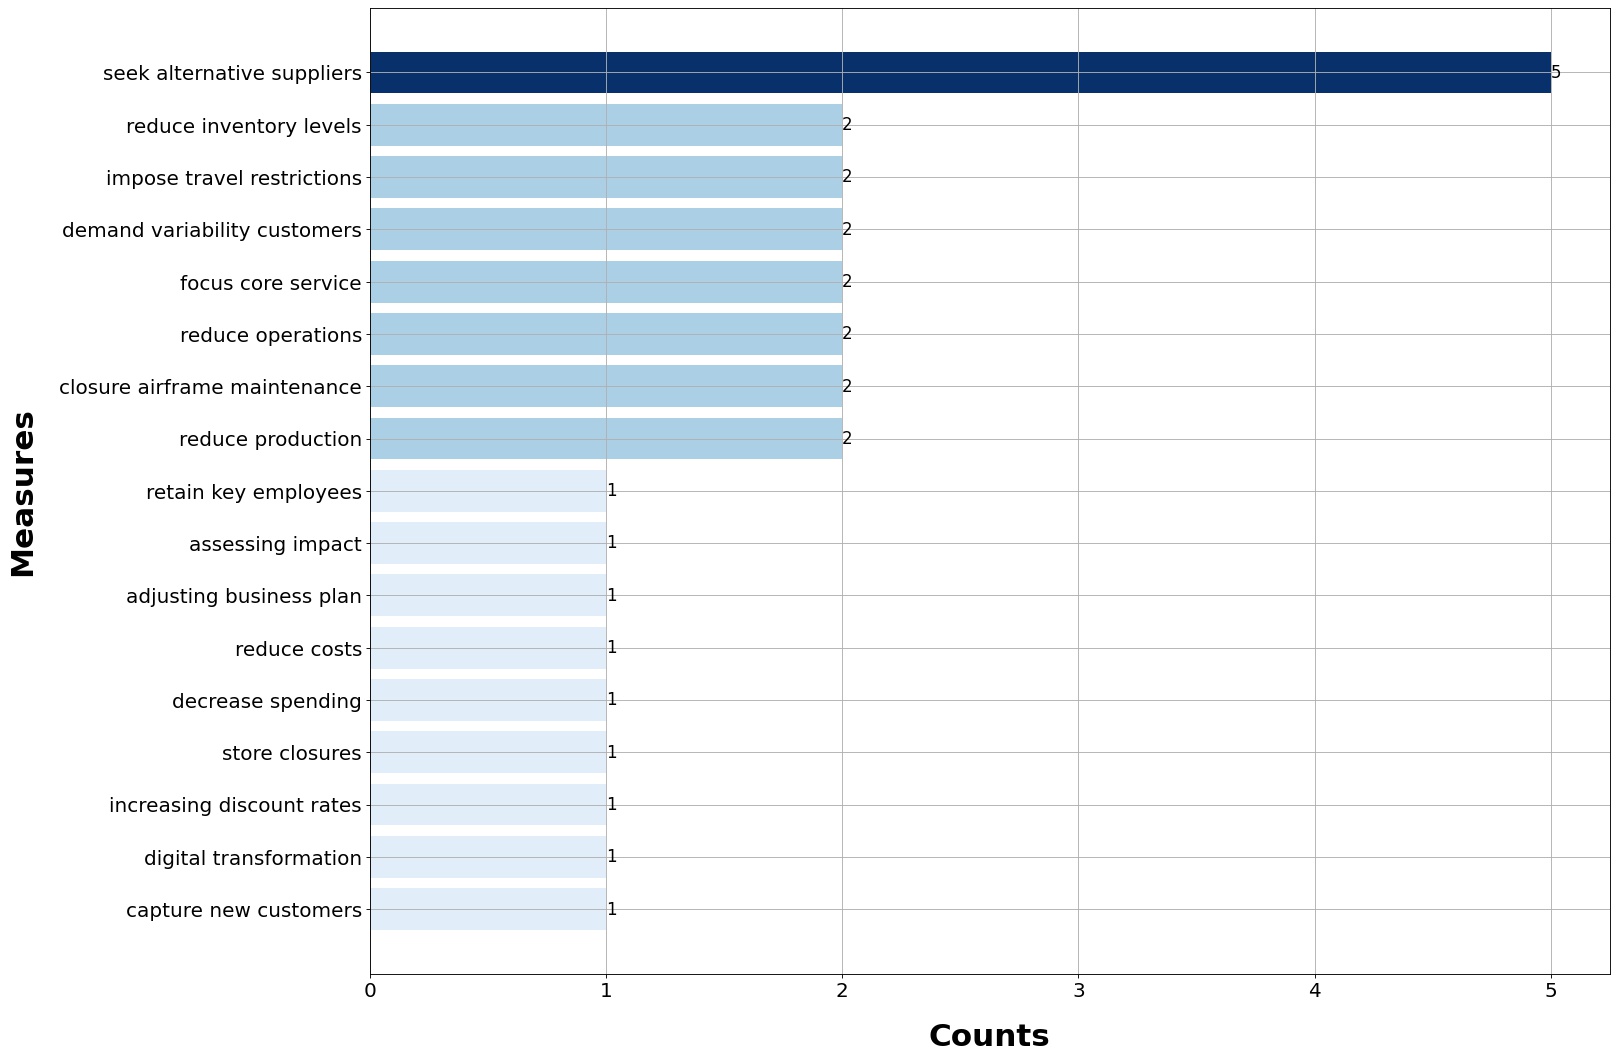 seek alternative suppliers 5
reduce inventory levels 2
impose travel restrictions 2
demand variability customers 2
focus core service 2
reduce operations 2
closure airframe maintenance 2
reduce production 2
retain key employees 1
assessing impact 1
adjusting business plan 1
reduce costs 1
decrease spending 1
store closures 1
increasing discount rates 1
digital transformation 1
capture new customers 1
Measures
0 1 2 3 4 5
Counts